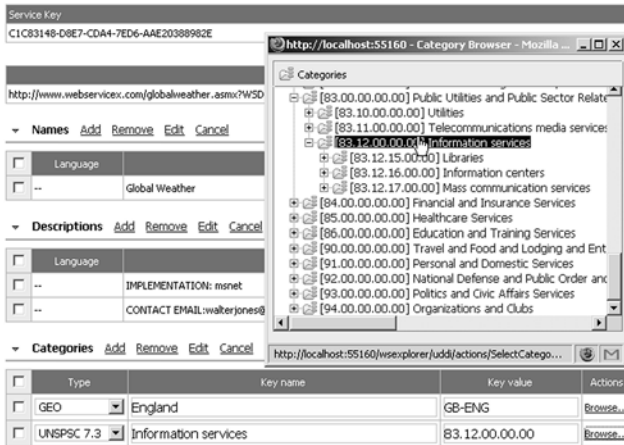 Service Key
C1C83148-D8E7-CDA4-7ED6-AAE20388982E
http://www.webservicex.com/globalweather.asmx?WSD
Names Add Remove Edit Cancel
Language
-- Global Weather
Descriptions Add Remove Edit Cancel
Language
-- IMPLEMENTATION: msnet
-- CONTACT EMAIL:walterjones@
Categories Add Remove Edit Cancel
Type Key name Key value Actions
GEO England GB-ENG Browse...
UNSPSC 7.3 Information services 83.12.00.00.00 Browse...
http://localhost:55160 - Category Browser - Mozilla ...
Categories
[83.00.00.00.00] Public Utilities and Public Sector Relate
[83.10.00.00.00] Utilities
[83.11.00.00.00] Telecommunications media services
[83.12.00.00.00] Information services
[83.12.15.00.00] Libraries
[83.12.16.00.00] Information centers
[83.12.17.00.00] Mass communication services
[84.00.00.00.00] Financial and Insurance Services
[85.00.00.00.00] Healthcare Services
[86.00.00.00.00] Education and Training Services
[90.00.00.00.00] Travel and Food and Lodging and Ent
[91.00.00.00.00] Personal and Domestic Services
[92.00.00.00.00] National Defense and Public Order and
[93.00.00.00.00] Politics and Civic Affairs Services
[94.00.00.00.00] Organizations and Clubs
http://localhost:55160/wsexplorer/uddi/actions/SelectCatego...